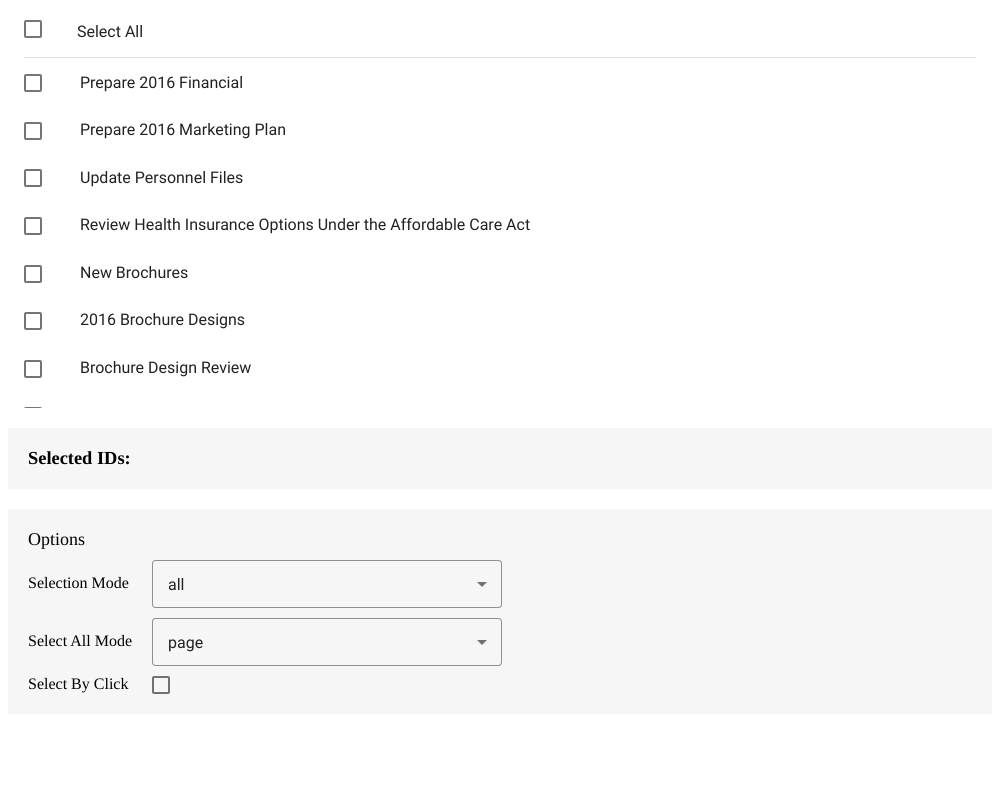 Select All
Prepare 2016 Financial
Prepare 2016 Marketing Plan
Update Personnel Files
Review Health Insurance Options Under the Affordable Care Act
New Brochures
2016 Brochure Designs
Brochure Design Review
Selected IDs:
Options
Selection Mode all
Select All Mode page
Select By Click